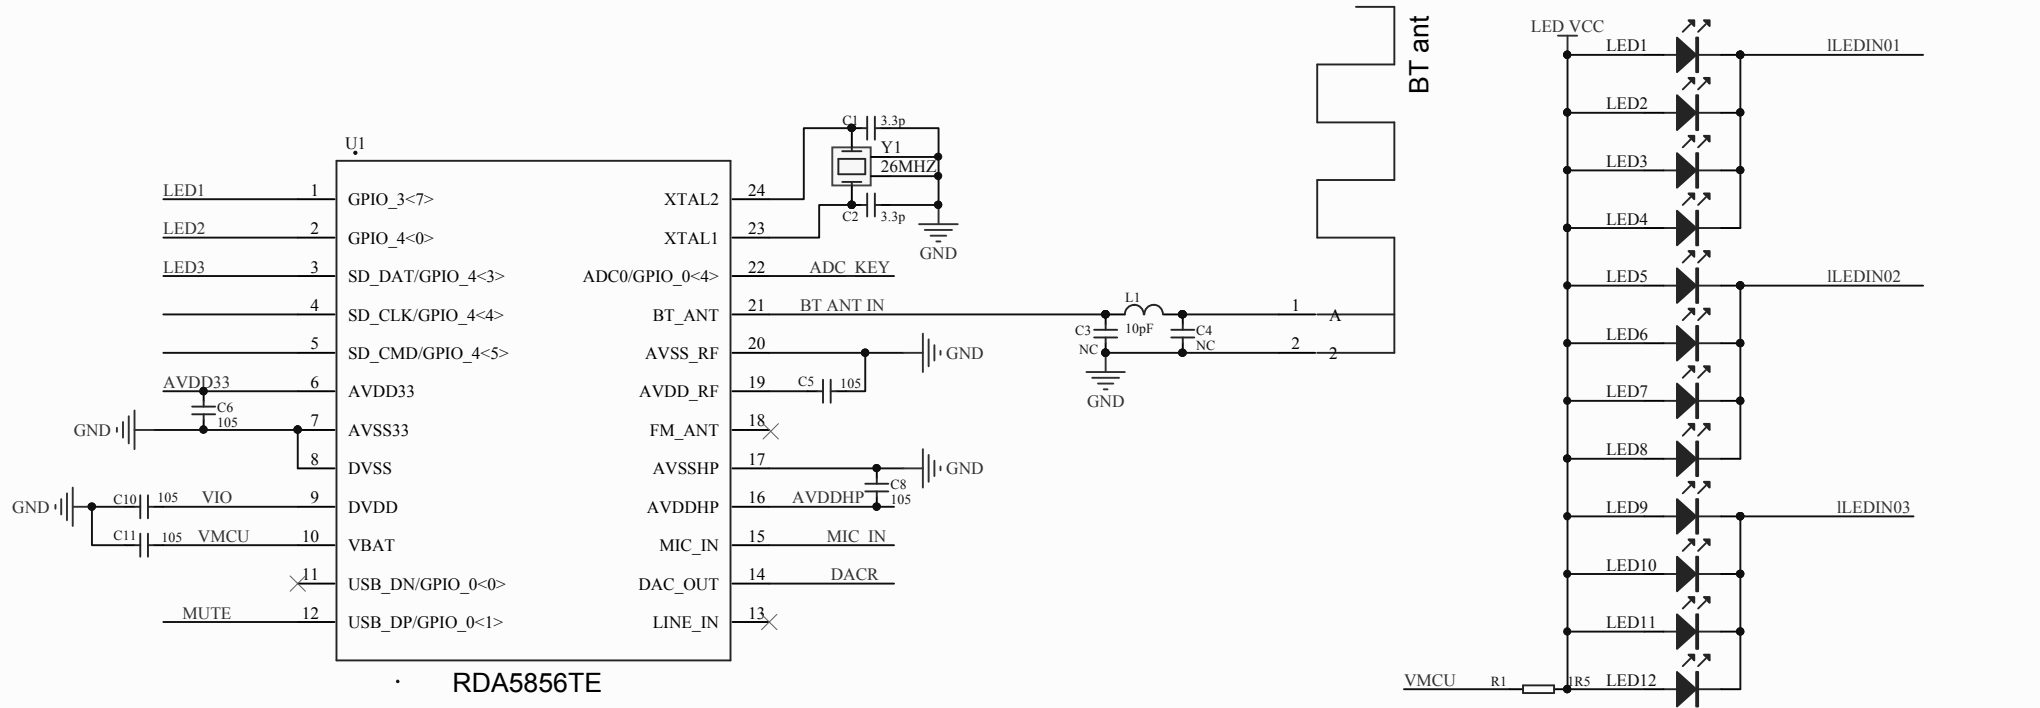 U1
LED1 1 GPIO_3<7>
LED2 2 GPIO_4<0>
LED3 3 SD_DAT/GPIO_4<3>
4 SD_CLK/GPIO_4<4>
5 SD_CMD/GPIO_4<5>
AVDD33 6 AVDD33
C6
105
GND 7 AVSS33
8 DVSS
GND C10 105 VIO 9 DVDD
C11 105 VMCU 10 VBAT
11 USB_DN/GPIO_0<0>
MUTE 12 USB_DP/GPIO_0<1>
XTAL2 24
XTAL1 23
ADC0/GPIO_0<4> 22 ADC KEY
BT_ANT 21 BT ANT IN
AVSS_RF 20 GND
AVDD_RF 19 C5 105
FM_ANT 18
AVSSHP 17 GND
C8
105
AVDDHP 16 AVDDHP
MIC_IN 15 MIC IN
DAC_OUT 14 DACR
LINE_IN 13
RDA5856TE
C1 3.3p
Y1
26MHZ
C2 3.3p
GND
L1
10pF
C3
NC
C4
NC
GND
1 A
2 2
BT ant
LED VCC
LED1 lLEDIN01
LED2
LED3
LED4
LED5 lLEDIN02
LED6
LED7
LED8
LED9 lLEDIN03
LED10
LED11
VMCU R1 1R5 LED12